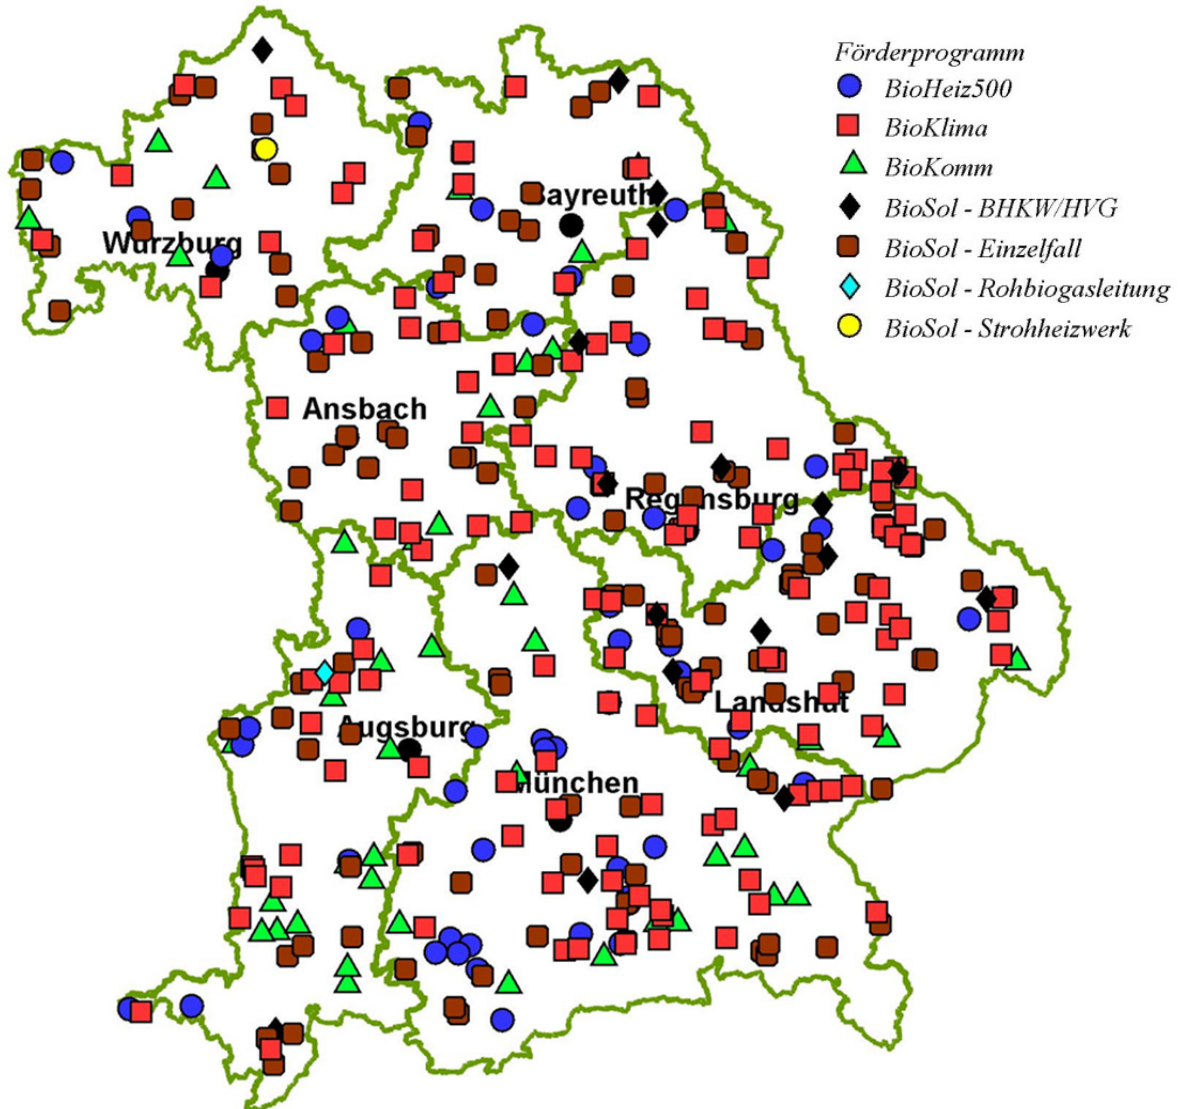 Förderprogramm
BioHeiz500
BioKlima
BioKomm
BioSol - BHKW/HVG
BioSol - Einzelfall
BioSol - Rohbiogasleitung
BioSol - Strohheizwerk
Bayreuth
Würzburg
Ansbach
Regensburg
Landshut
Augsburg
München